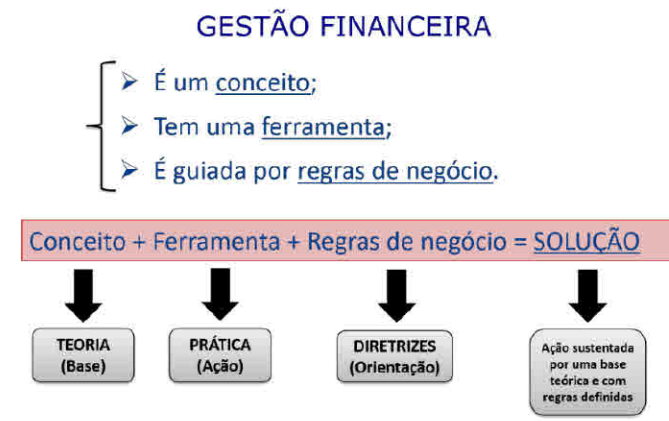 GESTÃO FINANCEIRA
É um conceito;
Tem uma ferramenta;
É guiada por regras de negócio.
Conceito + Ferramenta + Regras de negócio = SOLUÇÃO
TEORIA
(Base)
PRÁTICA
(Ação)
DIRETRIZES
(Orientação)
Ação sustentada
por uma base
teórica e com
regras definidas